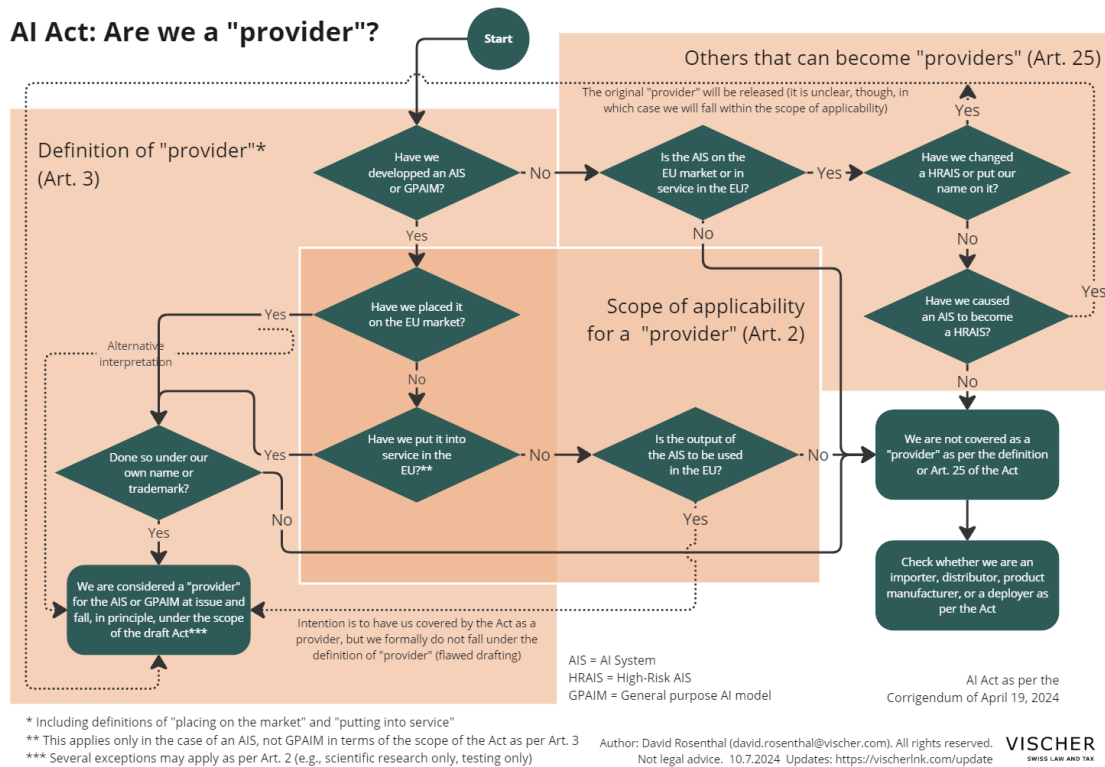 AI Act: Are we a "provider"?
Start
Others that can become "providers" (Art. 25)
The original "provider" will be released (it is unclear, though, in
which case we will fall within the scope of applicability)
Yes
Definition of "provider"*
(Art. 3)
Have we
developped an AIS
or GPAIM?
No
Is the AIS on the
EU market or in
service in the EU?
Yes
Have we changed
a HRAIS or put our
name on it?
Yes
No
No
Have we placed it
on the EU market?
Yes
Scope of applicability
for a "provider" (Art. 2)
Have we caused
an AIS to become
a HRAIS?
Yes
Alternative
interpretation
No
No
Done so under our
own name or
trademark?
Yes
Have we put it into
service in the
EU?**
No
Is the output of
the AIS to be used
in the EU?
No
We are not covered as a
"provider" as per the definition
or Art. 25 of the Act
No
Yes
Yes
We are considered a "provider"
for the AIS or GPAIM at issue and
fall, in principle, under the scope
of the draft Act***
Check whether we are an
importer, distributor, product
manufacturer, or a deployer as
per the Act
Intention is to have us covered by the Act as a
provider, but we formally do not fall under the
definition of "provider" (flawed drafting)
AIS = AI System
HRAIS = High-Risk AIS
GPAIM = General purpose AI model
AI Act as per the
Corrigendum of April 19, 2024
* Including definitions of "placing on the market" and "putting into service"
** This applies only in the case of an AIS, not GPAIM in terms of the scope of the Act as per Art. 3
*** Several exceptions may apply as per Art. 2 (e.g., scientific research only, testing only)
Author: David Rosenthal (david.rosenthal@vischer.com). All rights reserved.
Not legal advice. 10.7.2024 Updates: https://vischerlnk.com/update
VISCHER
SWISS LAW AND TAX